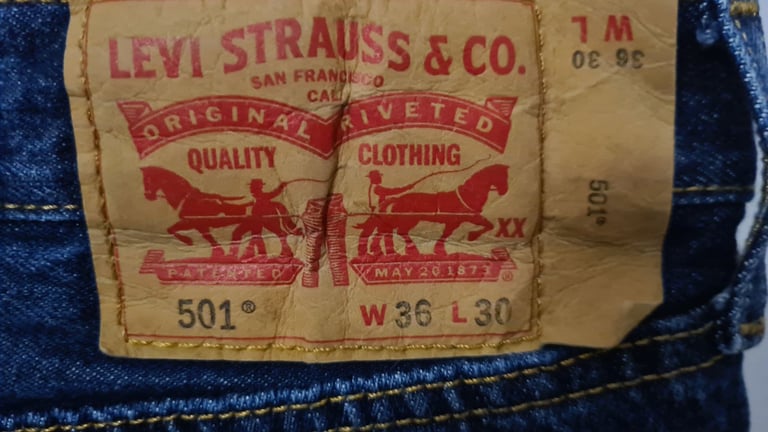 LEVI STRAUSS & CO.
SAN FRANCISCO
CAL
ORIGINAL RIVETED
QUALITY CLOTHING
XX
PATENTED MAY 20 1873 ®
501® W 36 L 30
W L
36 30
501®